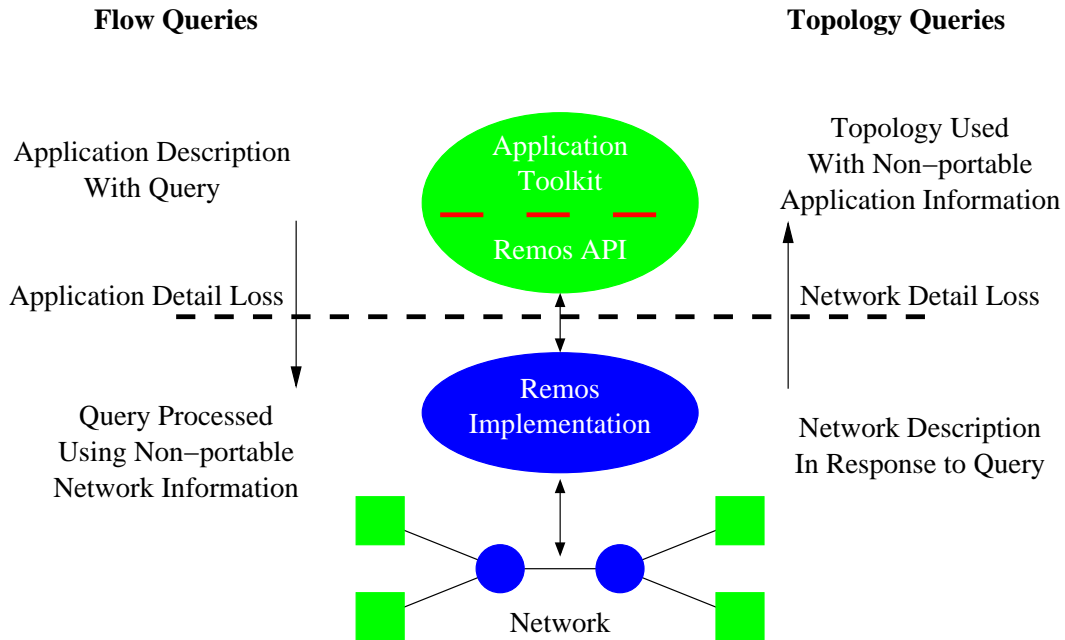 Flow Queries
Topology Queries
Application Description
With Query
Application
Toolkit
Remos API
Topology Used
With Non−portable
Application Information
Application Detail Loss
Network Detail Loss
Query Processed
Using Non−portable
Network Information
Remos
Implementation
Network Description
In Response to Query
Network